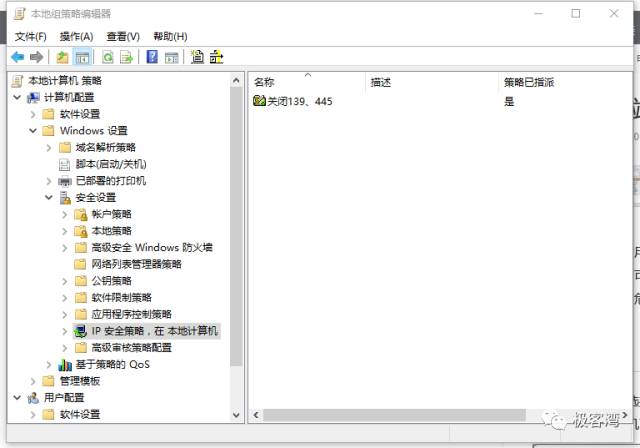 本地组策略编辑器
文件(F) 操作(A) 查看(V) 帮助(H)
本地计算机 策略
计算机配置
软件设置
Windows 设置
域名解析策略
脚本(启动/关机)
已部署的打印机
安全设置
帐户策略
本地策略
高级安全 Windows 防火墙
网络列表管理器策略
公钥策略
软件限制策略
应用程序控制策略
IP 安全策略，在 本地计算机
高级审核策略配置
基于策略的 QoS
管理模板
用户配置
软件设置
名称 描述 策略已指派
关闭139、445 是
极客湾